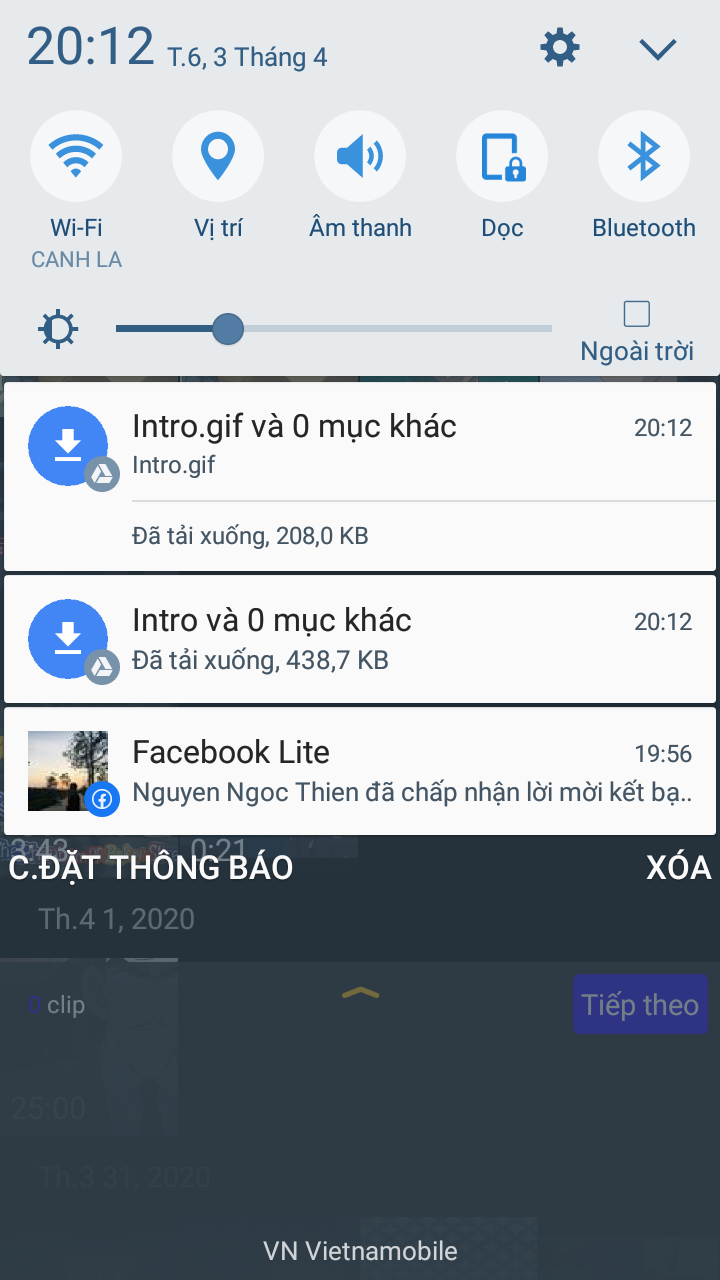 20:12 T.6, 3 Tháng 4
Wi-Fi Vị trí Âm thanh Dọc Bluetooth
CANH LA
Ngoài trời
Intro.gif và 0 mục khác 20:12
Intro.gif
Đã tải xuống, 208,0 KB
Intro và 0 mục khác 20:12
Đã tải xuống, 438,7 KB
Facebook Lite 19:56
Nguyen Ngoc Thien đã chấp nhận lời mời kết bạ..
3:43 0:21
C.ĐẶT THÔNG BÁO XÓA
Th.4 1, 2020
0 clip Tiếp theo
25:00
Th.3 31, 2020
VN Vietnamobile